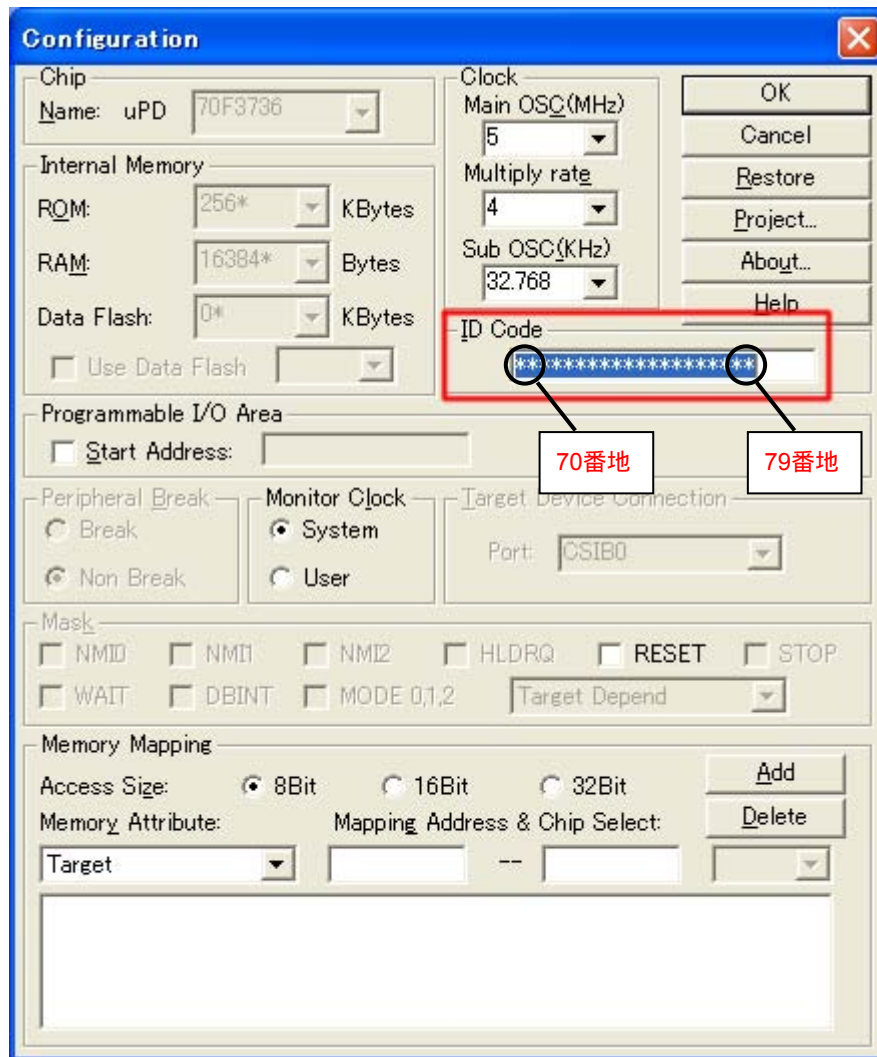 Configuration
Chip
Name: uPD 70F3736
Internal Memory
ROM: 256* KBytes
RAM: 16384* Bytes
Data Flash: 0* KBytes
Use Data Flash
Clock
Main OSC(MHz)
5
Multiply rate
4
Sub OSC(KHz)
32.768
OK
Cancel
Restore
Project...
About...
Help
ID Code
********************
70番地
79番地
Programmable I/O Area
Start Address:
Peripheral Break
Break
Non Break
Monitor Clock
System
User
Target Device Connection
Port: CSIB0
Mask
NMI0 NMI1 NMI2 HLDRQ RESET STOP
WAIT DBINT MODE 0,1,2 Target Depend
Memory Mapping
Access Size: 8Bit 16Bit 32Bit
Add
Memory Attribute: Mapping Address & Chip Select:
Delete
Target --